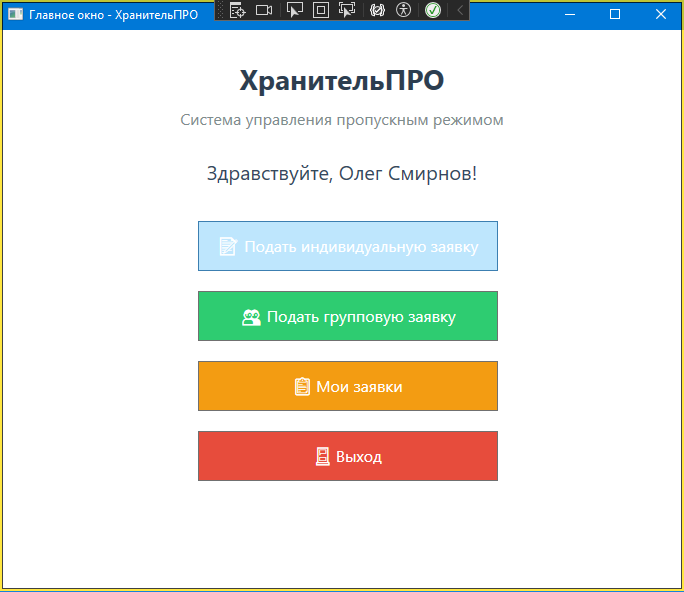 Главное окно - ХранительПРО
ХранительПРО
Система управления пропускным режимом
Здравствуйте, Олег Смирнов!
Подать индивидуальную заявку
Подать групповую заявку
Мои заявки
Выход